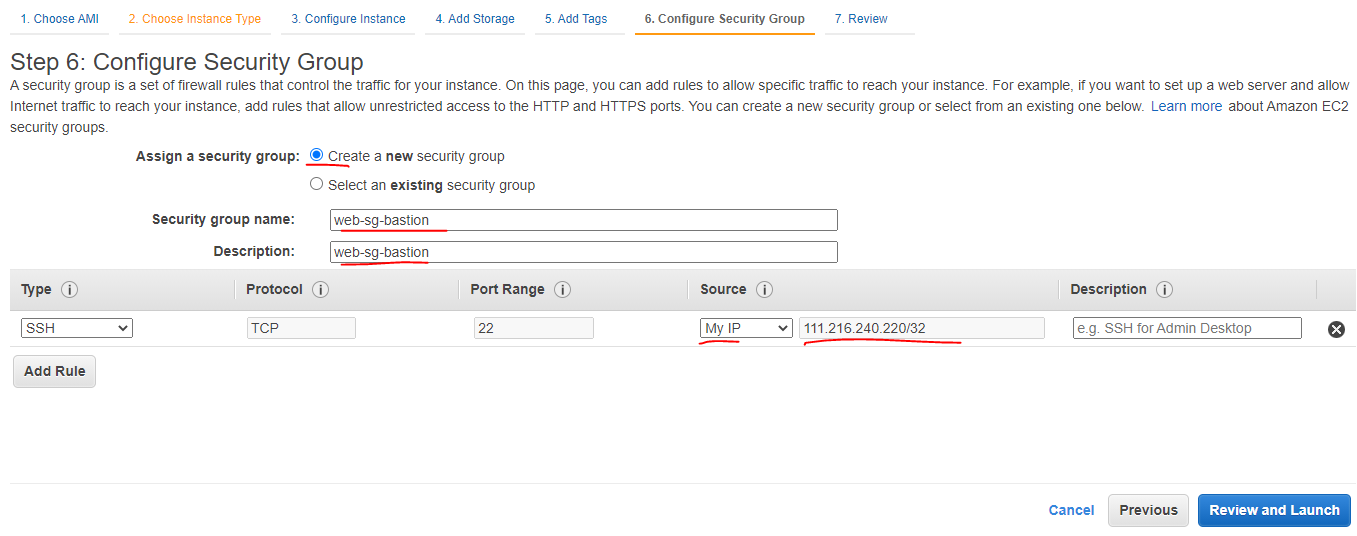 1. Choose AMI 2. Choose Instance Type 3. Configure Instance 4. Add Storage 5. Add Tags 6. Configure Security Group 7. Review
Step 6: Configure Security Group
A security group is a set of firewall rules that control the traffic for your instance. On this page, you can add rules to allow specific traffic to reach your instance. For example, if you want to set up a web server and allow
Internet traffic to reach your instance, add rules that allow unrestricted access to the HTTP and HTTPS ports. You can create a new security group or select from an existing one below. Learn more about Amazon EC2
security groups.
Assign a security group: Create a new security group
Select an existing security group
Security group name: web-sg-bastion
Description: web-sg-bastion
Type i Protocol i Port Range i Source i Description i
SSH TCP 22 My IP 111.216.240.220/32 e.g. SSH for Admin Desktop
Add Rule
Cancel Previous Review and Launch